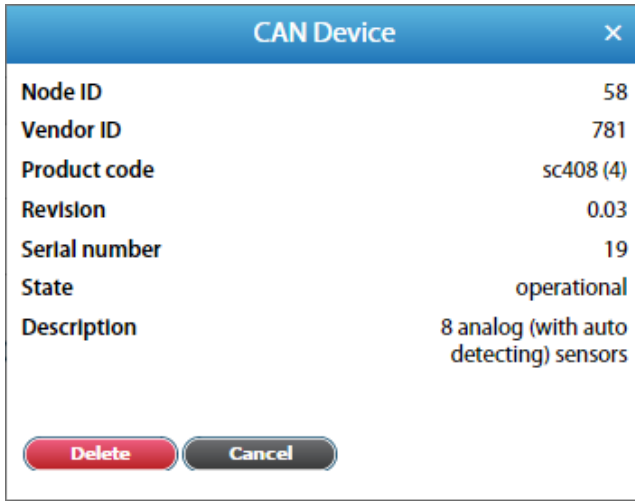 CAN Device ×
Node ID 58
Vendor ID 781
Product code sc408 (4)
Revision 0.03
Serial number 19
State operational
Description 8 analog (with auto
detecting) sensors
Delete Cancel